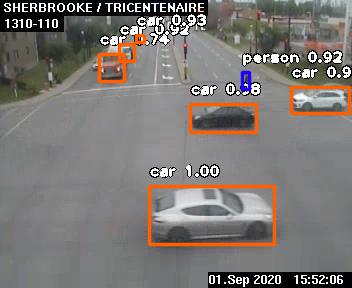 SHERBROOKE / TRICENTENAIRE
1310-110
car 0.93
car 0.92
car 0.74
person 0.92
car 0.9
car 0.98
car 1.00
01.Sep 2020 15:52:06